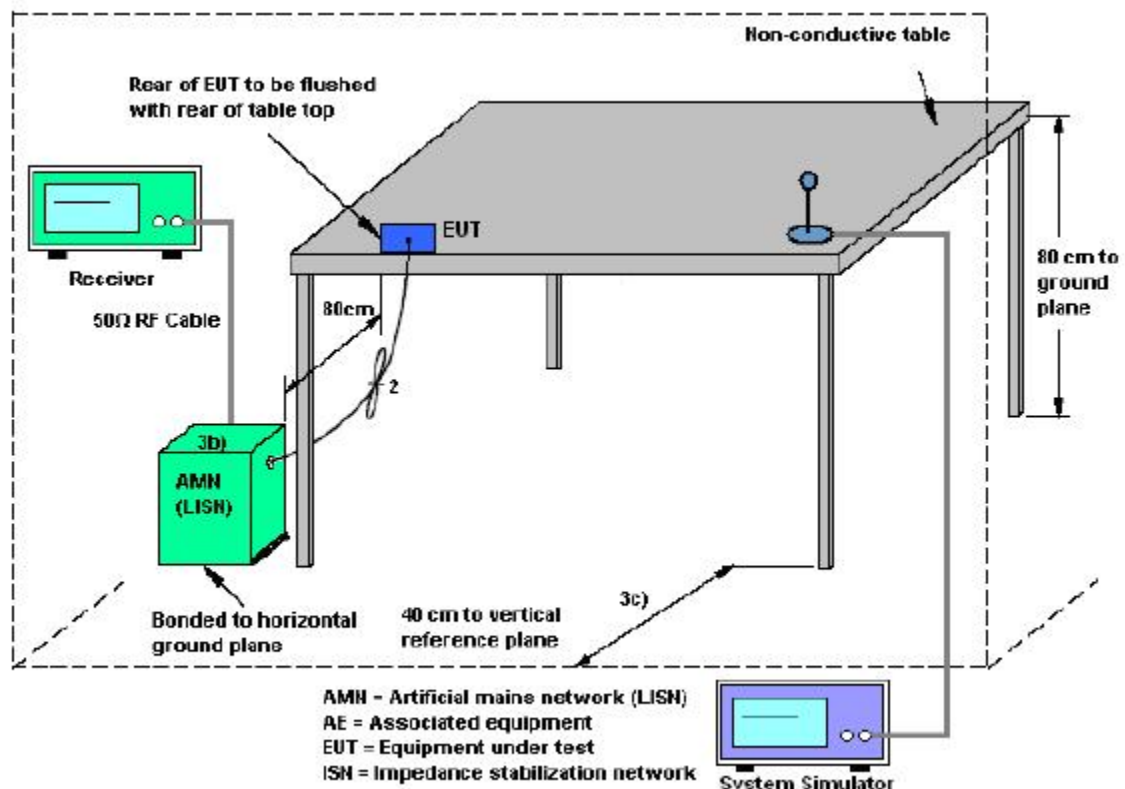 Non-conductive table
Rear of EUT to be flushed
with rear of table top
EUT
Receiver
80cm
80 cm to
ground
plane
50Ω RF Cable
2
3b)
AMN
(LISN)
3c)
Bonded to horizontal
ground plane
40 cm to vertical
reference plane
AMN = Artificial mains network (LISN)
AE = Associated equipment
EUT = Equipment under test
ISN = Impedance stabilization network
System Simulator